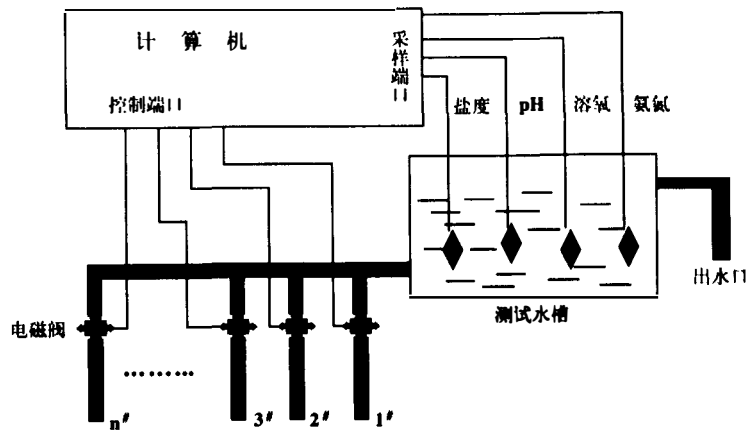 计 算 机
采样端口
控制端口
盐度 pH 溶氧 氨氮
出水口
测试水槽
电磁阀
………
n# 3# 2# 1#